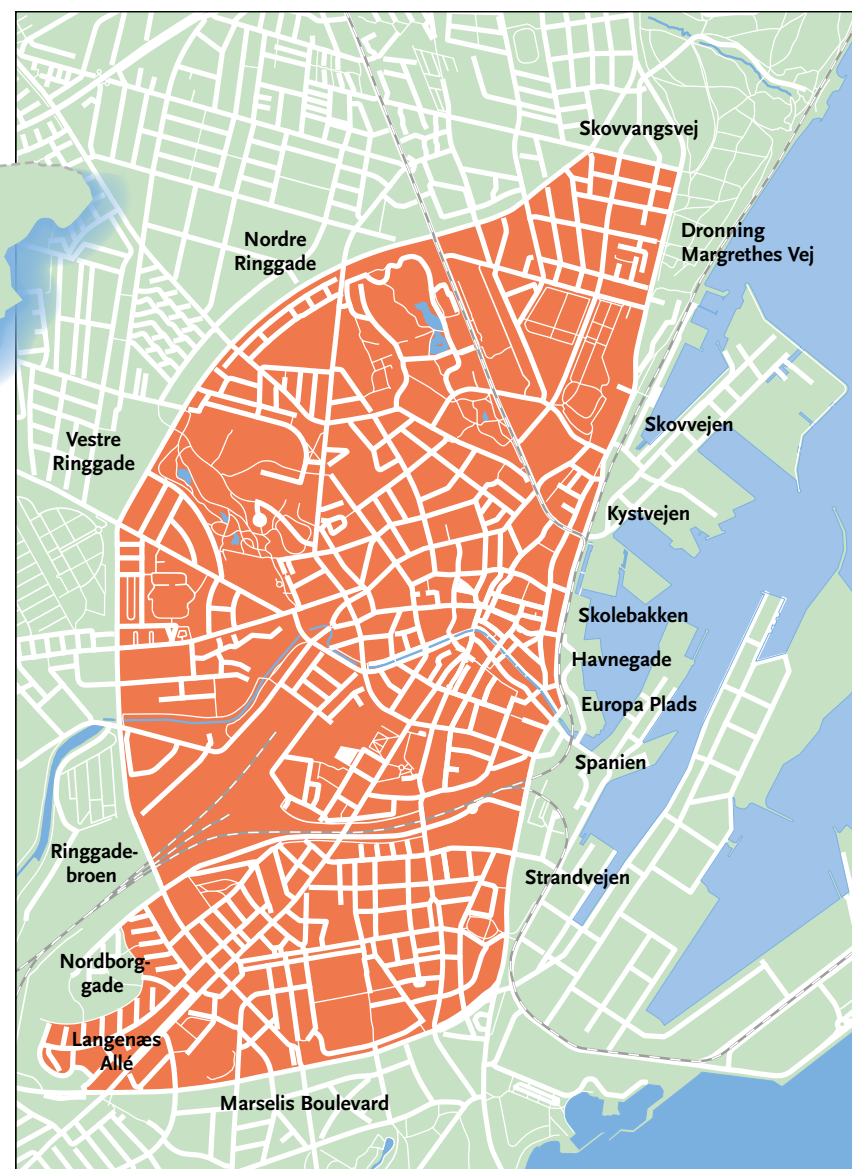 Skovvangsvej
Nordre
Ringgade
Dronning
Margrethes Vej
Vestre
Ringgade
Skovvejen
Kystvejen
Skolebakken
Havnegade
Europa Plads
Spanien
Ringgade-
broen
Strandvejen
Nordborg-
gade
Langenæs
Allé
Marselis Boulevard